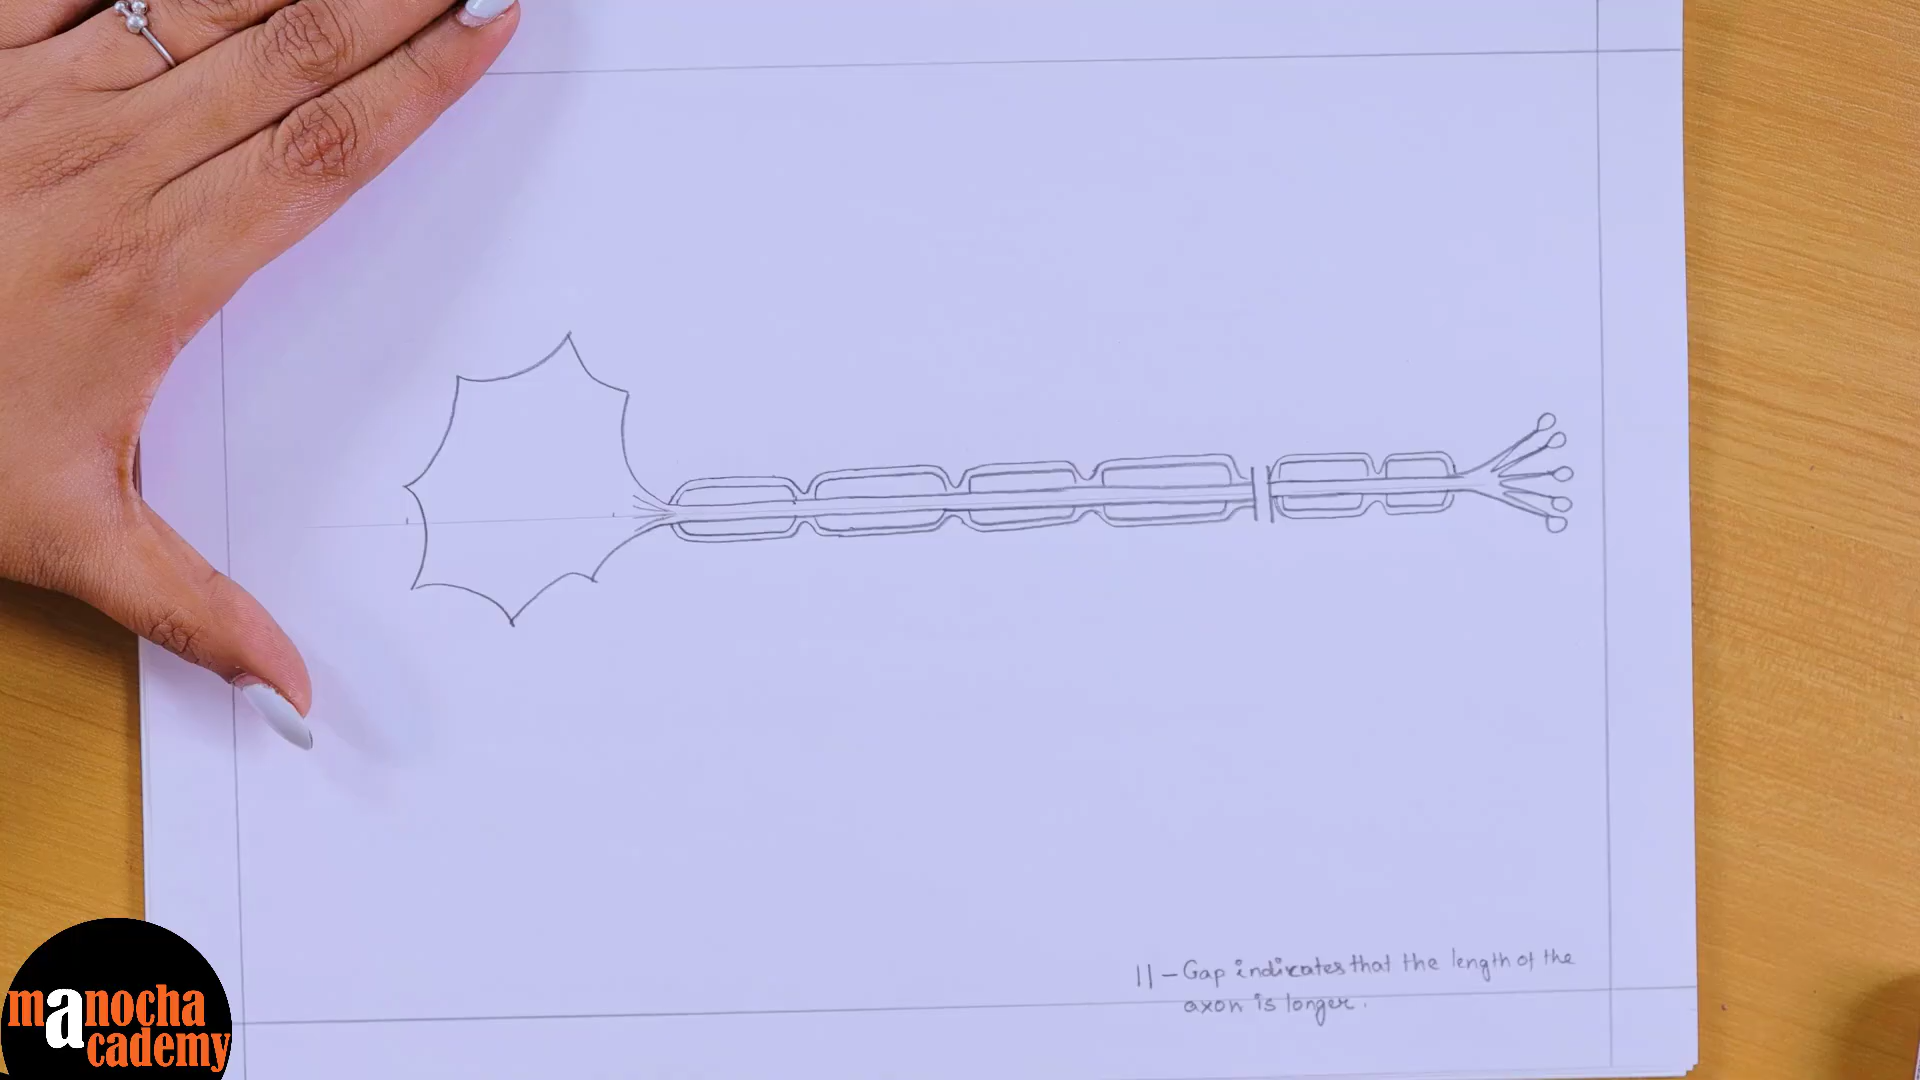 || - Gap indicates that the length of the
axon is longer.
manocha
academy